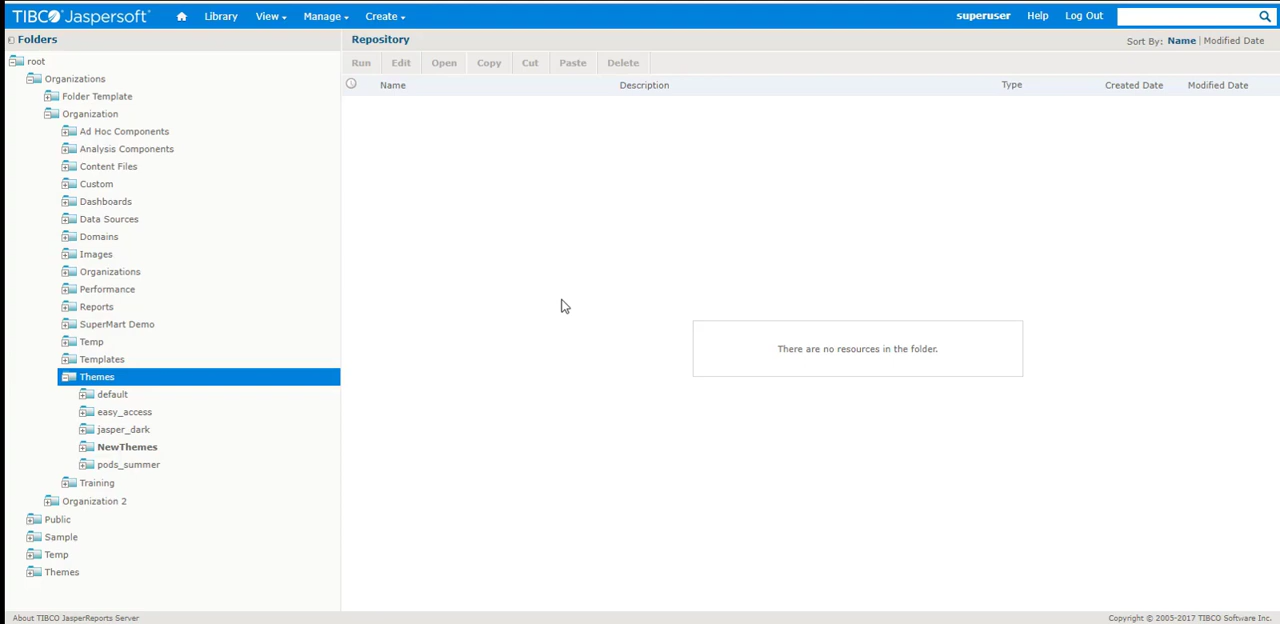 TIBCO Jaspersoft®
Library
View
Manage
Create
superuser
Help
Log Out
Folders
root
Organizations
Folder Template
Organization
Ad Hoc Components
Analysis Components
Content Files
Custom
Dashboards
Data Sources
Domains
Images
Organizations
Performance
Reports
SuperMart Demo
Temp
Templates
Themes
default
easy_access
jasper_dark
NewThemes
pods_summer
Training
Organization 2
Public
Sample
Temp
Themes
Repository
Sort By: Name | Modified Date
Run Edit Open Copy Cut Paste Delete
Name Description Type Created Date Modified Date
There are no resources in the folder.
About TIBCO JasperReports Server
Copyright © 2005-2017 TIBCO Software Inc.